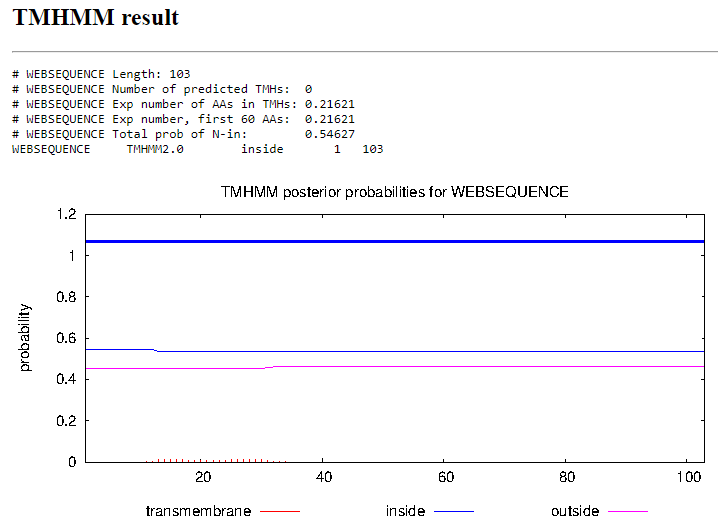 TMHMM result
# WEBSEQUENCE Length: 103
# WEBSEQUENCE Number of predicted TMHs:  0
# WEBSEQUENCE Exp number of AAs in TMHs: 0.21621
# WEBSEQUENCE Exp number, first 60 AAs:  0.21621
# WEBSEQUENCE Total prob of N-in:        0.54627
WEBSEQUENCE     TMHMM2.0        inside       1   103
TMHMM posterior probabilities for WEBSEQUENCE
1.2
1
0.8
0.6
0.4
0.2
0
probability
20 40 60 80 100
transmembrane inside outside